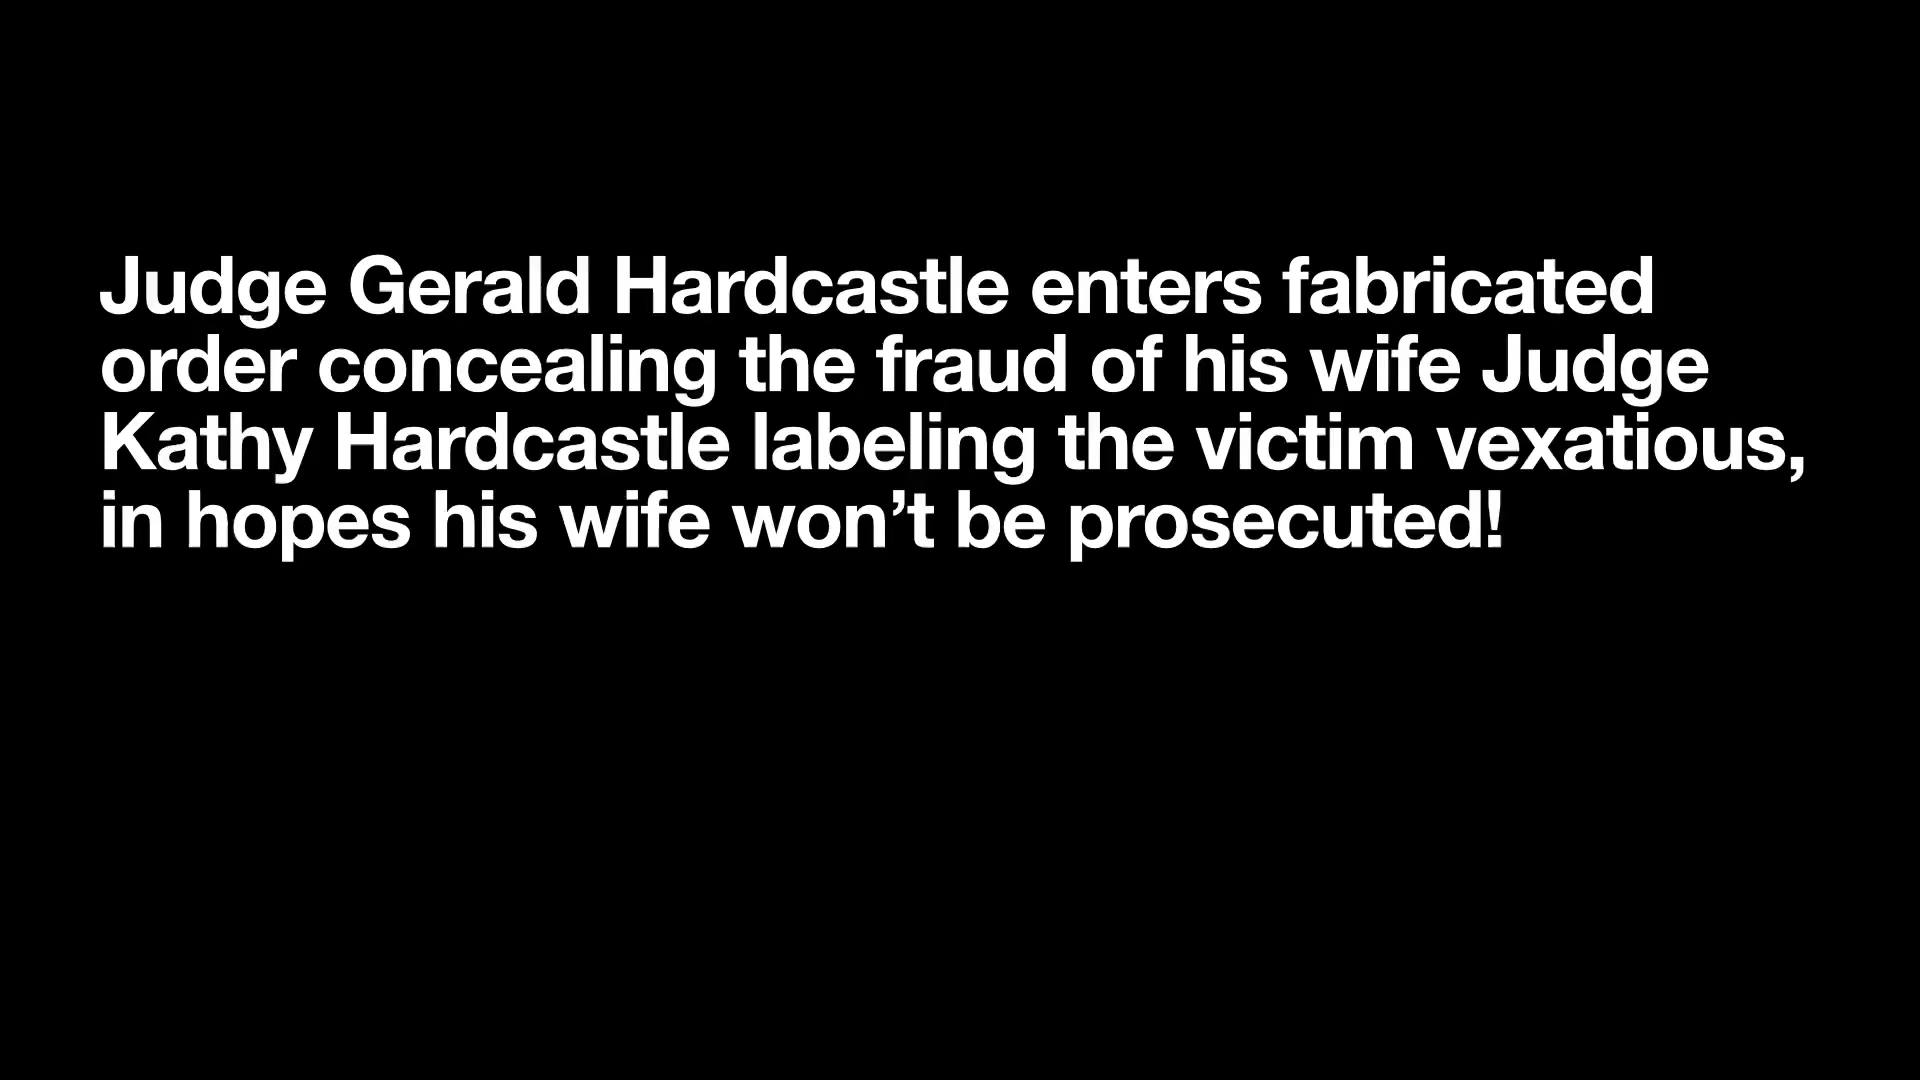 Judge Gerald Hardcastle enters fabricated
order concealing the fraud of his wife Judge
Kathy Hardcastle labeling the victim vexatious,
in hopes his wife won’t be prosecuted!